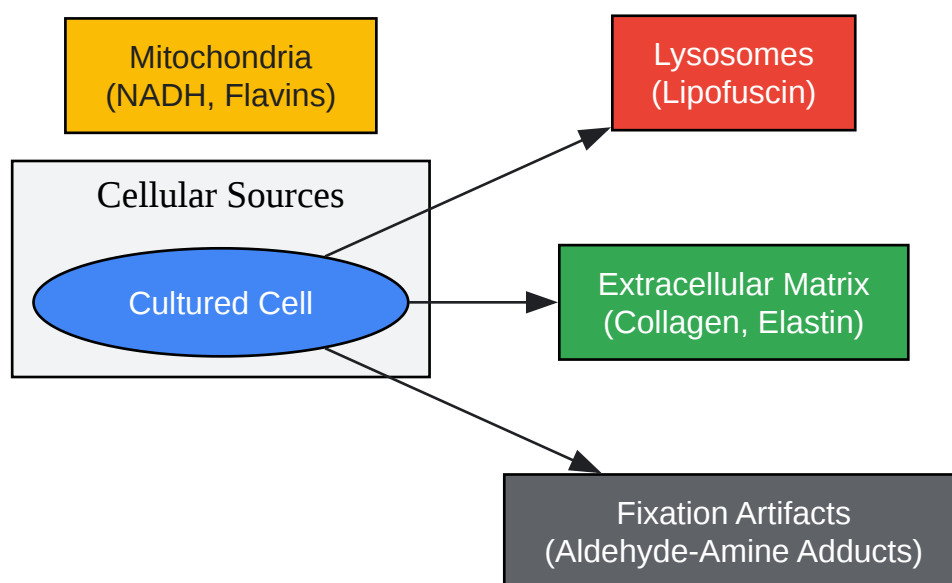 Mitochondria
(NADH, Flavins)
Lysosomes
(Lipofuscin)
Cellular Sources
Cultured Cell
Extracellular Matrix
(Collagen, Elastin)
Fixation Artifacts
(Aldehyde-Amine Adducts)